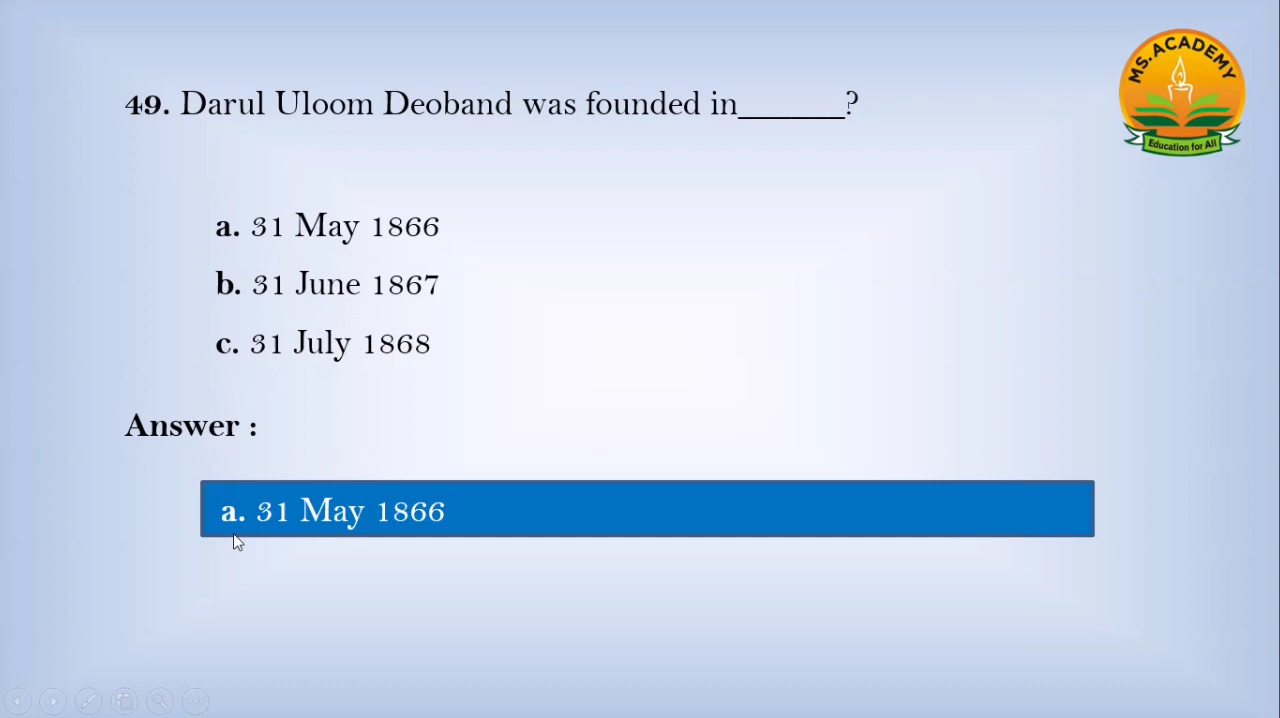 MS. ACADEMY
Education for All
49. Darul Uloom Deoband was founded in______?
a. 31 May 1866
b. 31 June 1867
c. 31 July 1868
Answer :
a. 31 May 1866